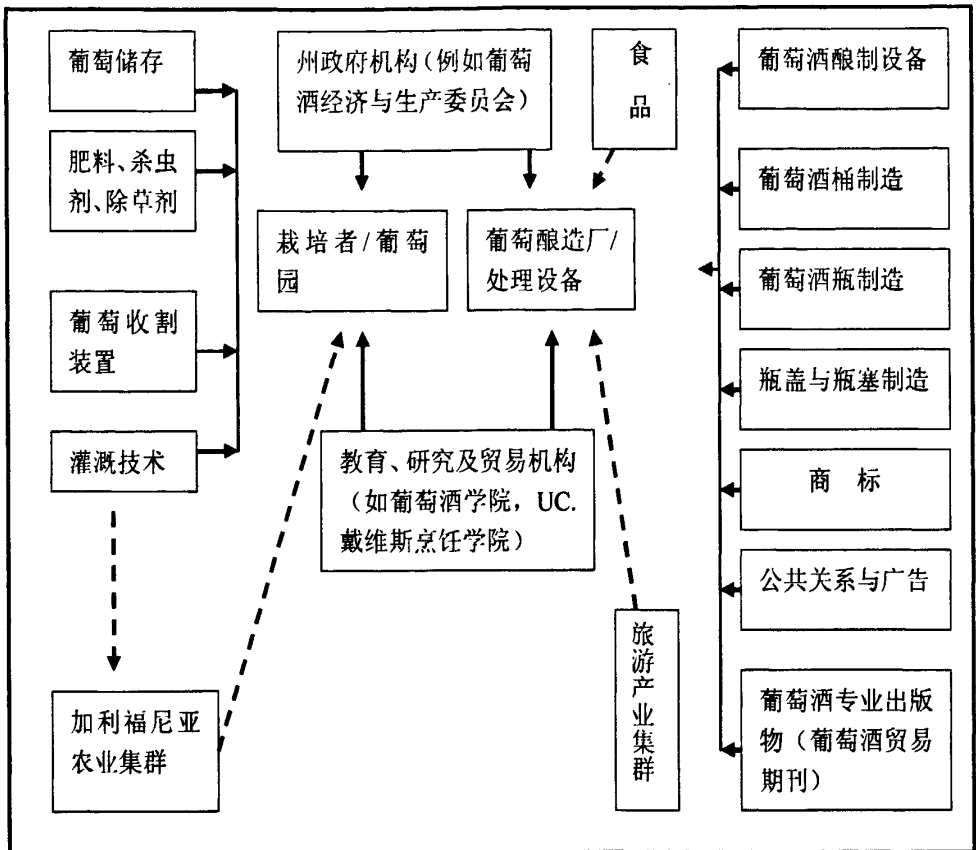 葡萄储存
肥料、杀虫
剂、除草剂
葡萄收割
装置
灌溉技术
加利福尼亚
农业集群
州政府机构(例如葡萄
酒经济与生产委员会)
食
品
栽培者/葡萄
园
葡萄酿造厂/
处理设备
教育、研究及贸易机构
(如葡萄酒学院，UC.
戴维斯烹饪学院)
旅
游
产
业
集
群
葡萄酒酿制设备
葡萄酒桶制造
葡萄酒瓶制造
瓶盖与瓶塞制造
商 标
公共关系与广告
葡萄酒专业出版
物(葡萄酒贸易
期刊)